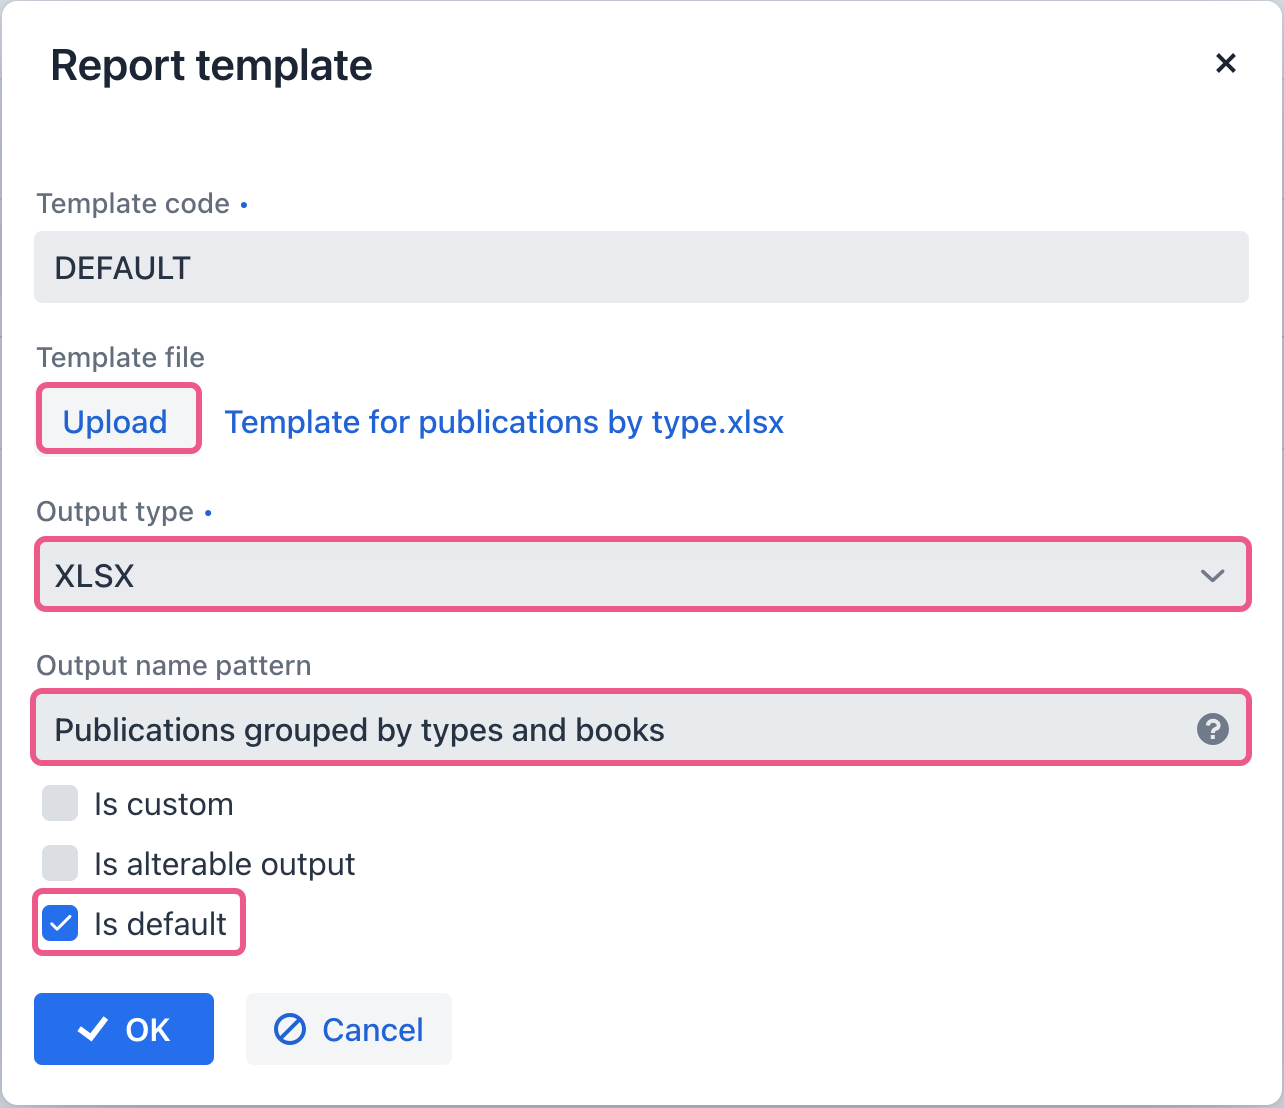 Report template
Template code •
DEFAULT
Template file
Upload Template for publications by type.xlsx
Output type •
XLSX
Output name pattern
Publications grouped by types and books ?
Is custom
Is alterable output
Is default
OK Cancel